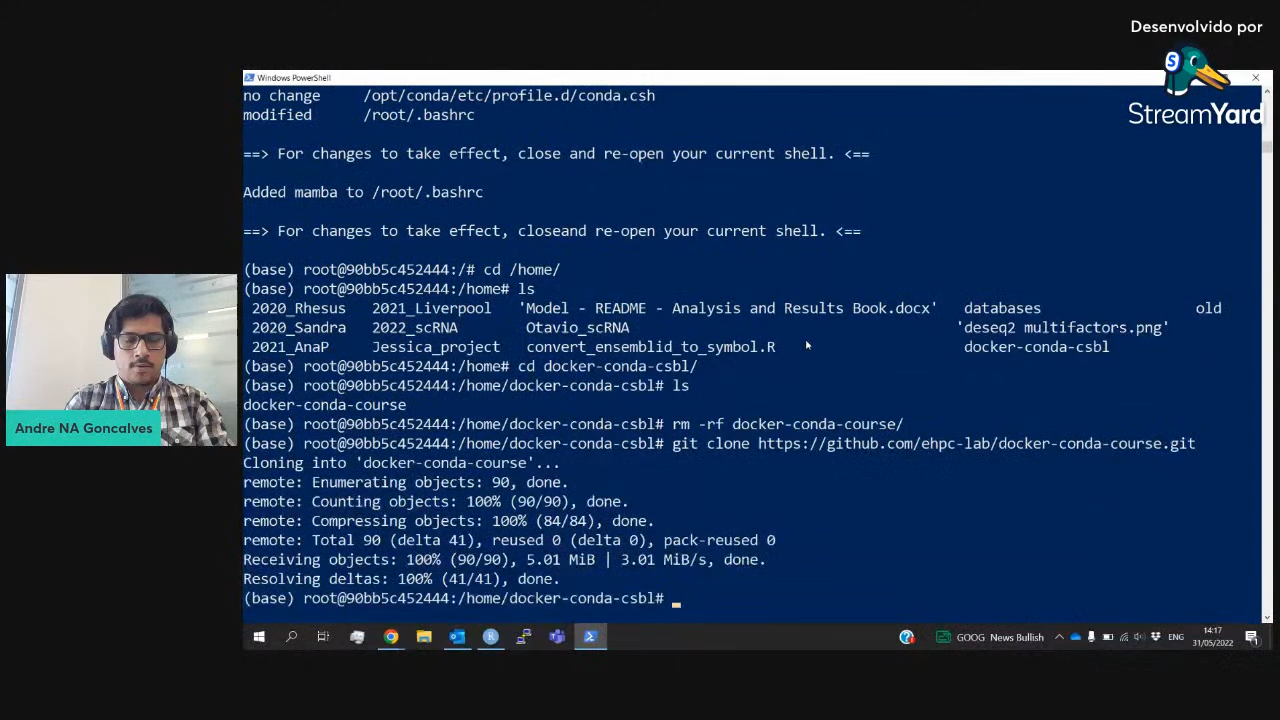 Desenvolvido por
S
StreamYard
Windows PowerShell
no change     /opt/conda/etc/profile.d/conda.csh
modified      /root/.bashrc
==> For changes to take effect, close and re-open your current shell. <==
Added mamba to /root/.bashrc
==> For changes to take effect, closeand re-open your current shell. <==
(base) root@90bb5c452444:/# cd /home/
(base) root@90bb5c452444:/home# ls
2020_Rhesus   2021_Liverpool   'Model - README - Analysis and Results Book.docx'   databases   old
2020_Sandra   2022_scRNA   Otavio_scRNA   'deseq2 multifactors.png'
2021_AnaP   Jessica_project   convert_ensemblid_to_symbol.R   docker-conda-csbl
(base) root@90bb5c452444:/home# cd docker-conda-csbl/
(base) root@90bb5c452444:/home/docker-conda-csbl# ls
docker-conda-course
(base) root@90bb5c452444:/home/docker-conda-csbl# rm -rf docker-conda-course/
(base) root@90bb5c452444:/home/docker-conda-csbl# git clone https://github.com/ehpc-lab/docker-conda-course.git
Cloning into 'docker-conda-course'...
remote: Enumerating objects: 90, done.
remote: Counting objects: 100% (90/90), done.
remote: Compressing objects: 100% (84/84), done.
remote: Total 90 (delta 41), reused 0 (delta 0), pack-reused 0
Receiving objects: 100% (90/90), 5.01 MiB | 3.01 MiB/s, done.
Resolving deltas: 100% (41/41), done.
(base) root@90bb5c452444:/home/docker-conda-csbl#
Andre NA Goncalves
GOOG News Bullish
ENG
14:17
31/05/2022